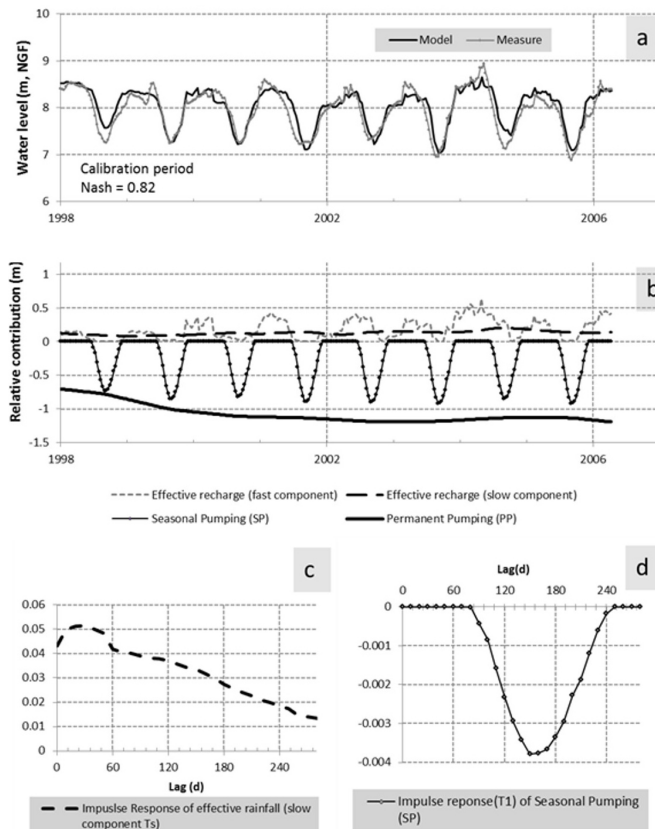 a
10
9
8
7
6
Water level (m, NGF)
Model
Measure
Calibration period
Nash = 0.82
1998
2002
2006
b
1
0.5
0
-0.5
-1
-1.5
Relative contribution (m)
1998
2002
2006
Effective recharge (fast component)
Effective recharge (slow component)
Seasonal Pumping (SP)
Permanent Pumping (PP)
c
0.06
0.05
0.04
0.03
0.02
0.01
0
0 60 120 180 240
Lag (d)
Impulse Response of effective rainfall (slow
component Ts)
d
Lag(d)
0 60 120 180 240
0
-0.001
-0.002
-0.003
-0.004
Impulse reponse(T1) of Seasonal Pumping
(SP)